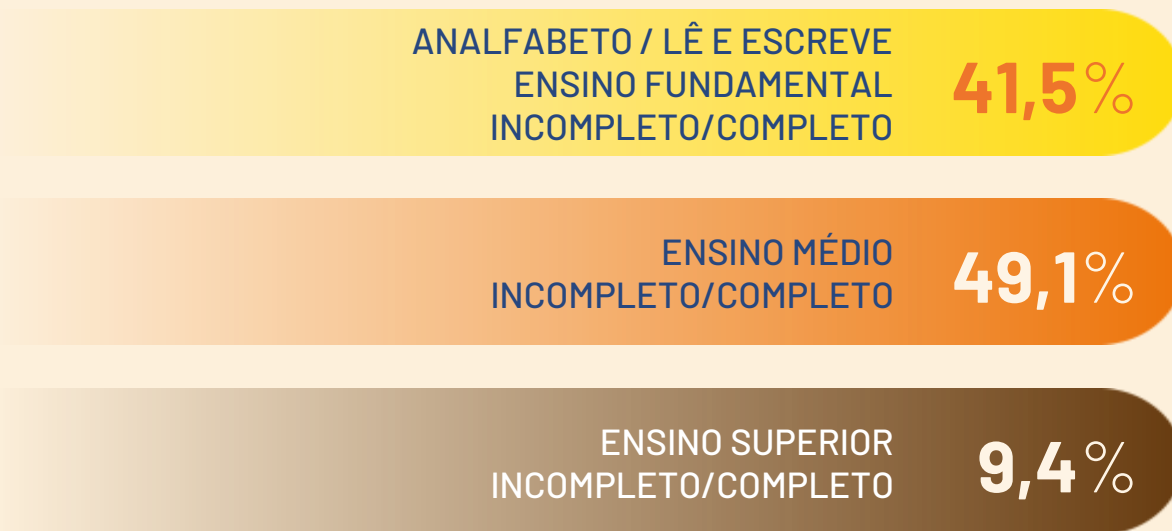 ANALFABETO / LÊ E ESCREVE
ENSINO FUNDAMENTAL
INCOMPLETO/COMPLETO
41,5%
ENSINO MÉDIO
INCOMPLETO/COMPLETO
49,1%
ENSINO SUPERIOR
INCOMPLETO/COMPLETO
9,4%